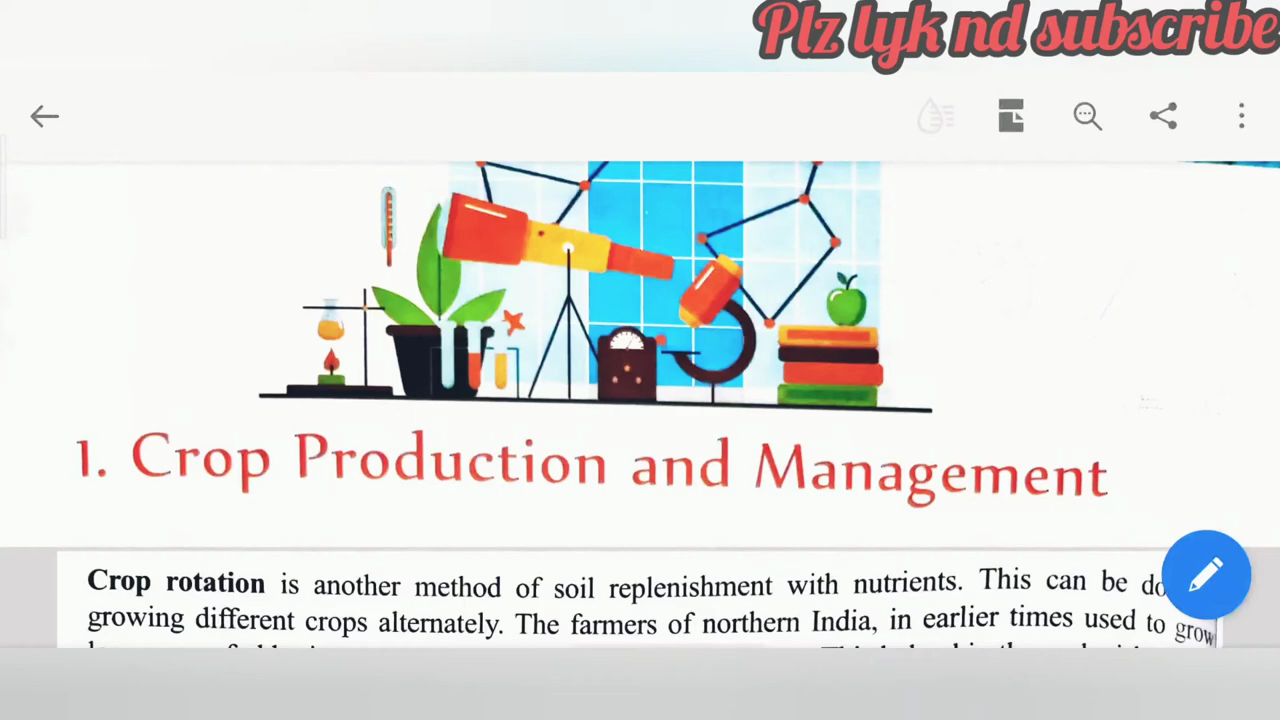 Plz lyk nd subscribe
1. Crop Production and Management
Crop rotation is another method of soil replenishment with nutrients. This can be
growing different crops alternately. The farmers of northern India, in earlier times used to grow